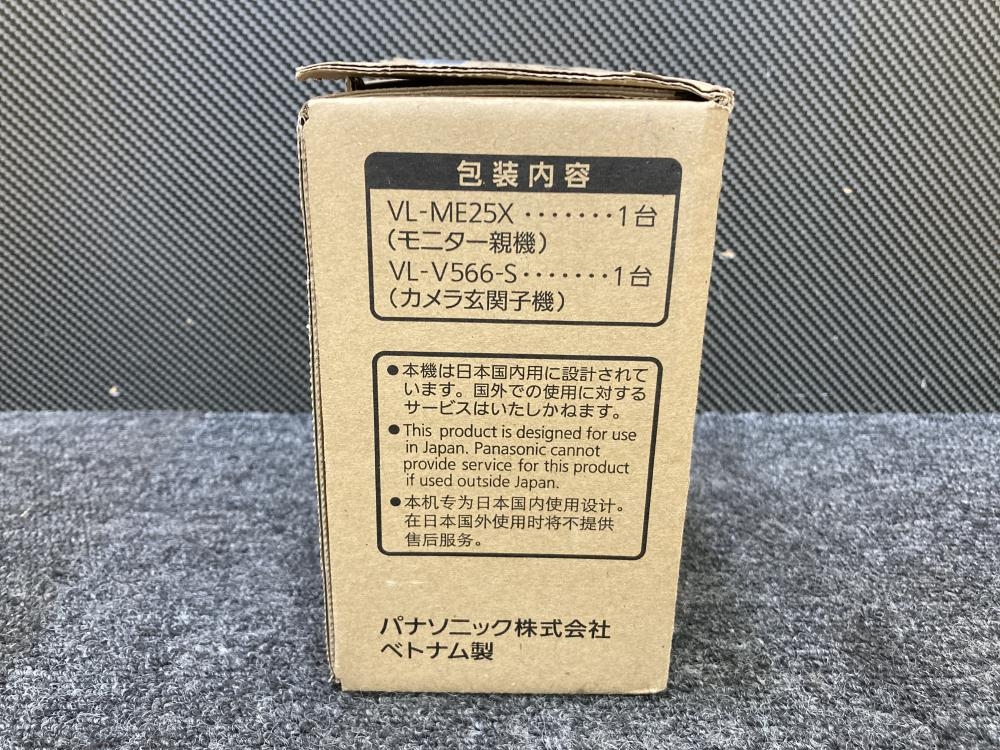 包装内容
VL-ME25X ・・・・・・・1台
(モニター親機)
VL-V566-S・・・・・・・1台
(カメラ玄関子機)
●本機は日本国内用に設計されて
います。国外での使用に対する
サービスはいたしかねます。
●This product is designed for use
in Japan. Panasonic cannot
provide service for this product
if used outside Japan.
●本机专为日本国内使用设计。
在日本国外使用时将不提供
售后服务。
パナソニック株式会社
ベトナム製